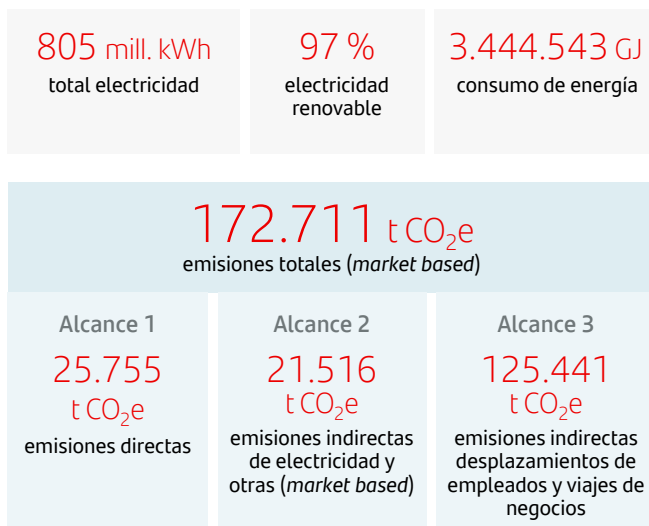 805 mill. kWh
total electricidad
97 %
electricidad
renovable
3.444.543 GJ
consumo de energía
172.711 t CO₂e
emisiones totales (market based)
Alcance 1
25.755
t CO₂e
emisiones directas
Alcance 2
21.516
t CO₂e
emisiones indirectas
de electricidad y
otras (market based)
Alcance 3
125.441
t CO₂e
emisiones indirectas
desplazamientos de
empleados y viajes de
negocios